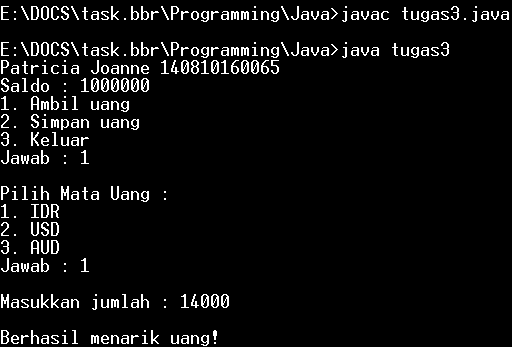 E:\DOCS\task.bbr\Programming\Java>javac tugas3.java
E:\DOCS\task.bbr\Programming\Java>java tugas3
Patricia Joanne 140810160065
Saldo : 1000000
1. Ambil uang
2. Simpan uang
3. Keluar
Jawab : 1
Pilih Mata Uang :
1. IDR
2. USD
3. AUD
Jawab : 1
Masukkan jumlah : 14000
Berhasil menarik uang!